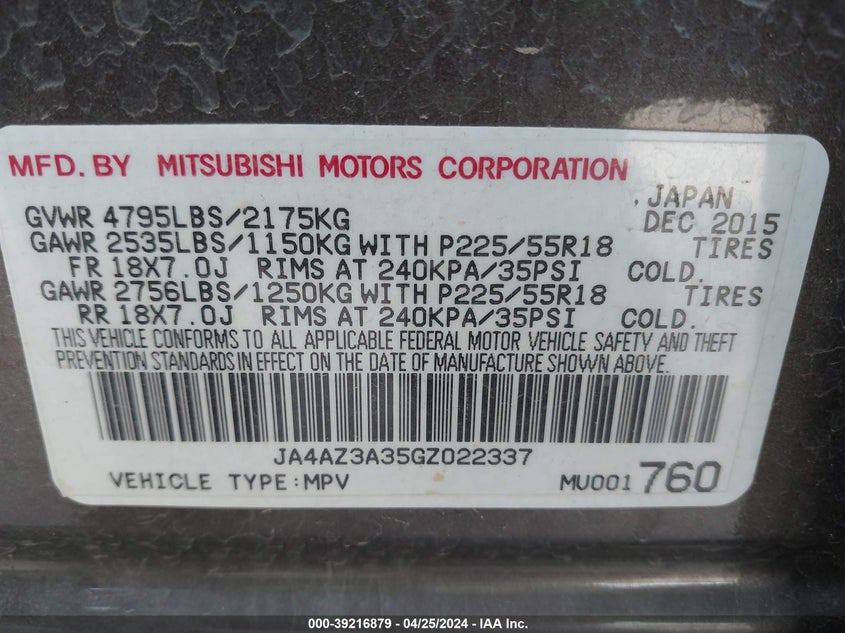 MFD. BY MITSUBISHI MOTORS CORPORATION
JAPAN
GVWR 4795LBS/2175KG DEC 2015
GAWR 2535LBS/1150KG WITH P225/55R18 TIRES
FR 18X7.0J RIMS AT 240KPA/35PSI COLD.
GAWR 2756LBS/1250KG WITH P225/55R18 TIRES
RR 18X7.0J RIMS AT 240KPA/35PSI COLD.
THIS VEHICLE CONFORMS TO ALL APPLICABLE FEDERAL MOTOR VEHICLE SAFETY AND THEFT
PREVENTION STANDARDS IN EFFECT ON THE DATE OF MANUFACTURE SHOWN ABOVE.
JA4AZ3A35GZ022337
VEHICLE TYPE:MPV MU001 760
000-39216879 - 04/25/2024 - IAA Inc.